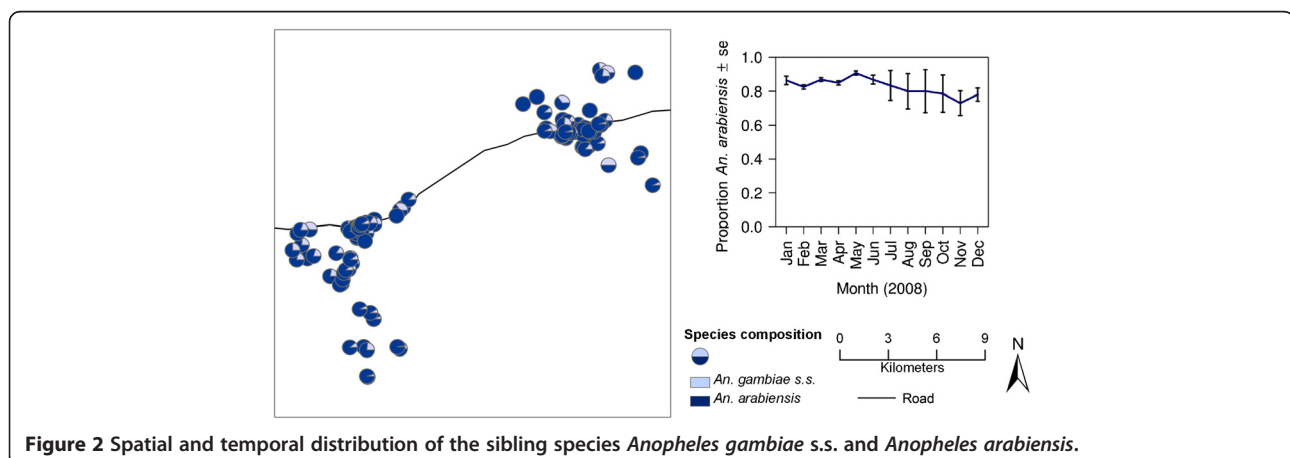 Proportion An. arabiensis ± se
1.0
0.8
0.6
0.4
0.2
0.0
Jan
Feb
Mar
Apr
May
Jun
Jul
Aug
Sep
Oct
Nov
Dec
Month (2008)
Species composition
An. gambiae s.s.
An. arabiensis
0 3 6 9
Kilometers
Road
N
Figure 2 Spatial and temporal distribution of the sibling species Anopheles gambiae s.s. and Anopheles arabiensis.